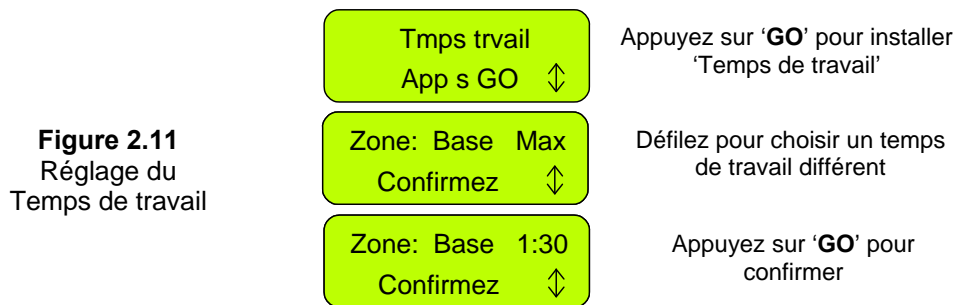 Figure 2.11
Réglage du
Temps de travail
Tmps trvail
App s GO ↕
Appuyez sur ‘GO’ pour installer
‘Temps de travail’
Zone: Base Max
Confirmez ↕
Défilez pour choisir un temps
de travail différent
Zone: Base 1:30
Confirmez ↕
Appuyez sur ‘GO’ pour
confirmer